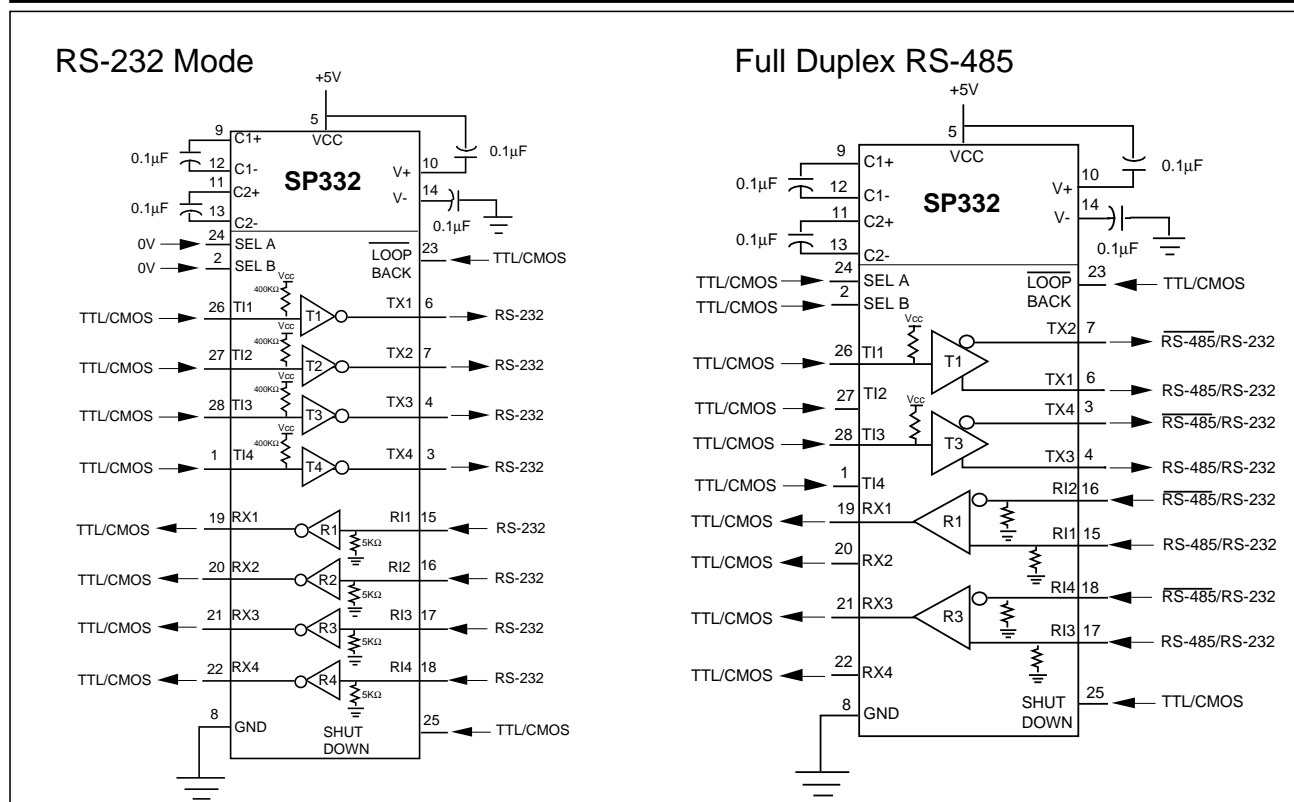 RS-232 Mode
+5V
5
VCC
9 C1+
0.1µF
12 C1-
11 C2+
0.1µF
13 C2-
SP332
V+ 10
0.1µF
V- 14
0.1µF
0V 24 SEL A
0V 2 SEL B
LOOP BACK 23 TTL/CMOS
Vcc
400KΩ
TTL/CMOS 26 TI1 T1 TX1 6 RS-232
Vcc
400KΩ
TTL/CMOS 27 TI2 T2 TX2 7 RS-232
Vcc
400KΩ
TTL/CMOS 28 TI3 T3 TX3 4 RS-232
Vcc
400KΩ
TTL/CMOS 1 TI4 T4 TX4 3 RS-232
TTL/CMOS 19 RX1 R1 RI1 15 RS-232
5KΩ
TTL/CMOS 20 RX2 R2 RI2 16 RS-232
5KΩ
TTL/CMOS 21 RX3 R3 RI3 17 RS-232
5KΩ
TTL/CMOS 22 RX4 R4 RI4 18 RS-232
5KΩ
8 GND
SHUT DOWN 25 TTL/CMOS
Full Duplex RS-485
+5V
5
VCC
9 C1+
0.1µF
12 C1-
11 C2+
0.1µF
13 C2-
SP332
V+ 10
0.1µF
V- 14
0.1µF
TTL/CMOS 24 SEL A
TTL/CMOS 2 SEL B
LOOP BACK 23 TTL/CMOS
Vcc
TX2 7 RS-485/RS-232
TTL/CMOS 26 TI1 T1
TX1 6 RS-485/RS-232
TTL/CMOS 27 TI2
Vcc
TX4 3 RS-485/RS-232
TTL/CMOS 28 TI3 T3
TX3 4 RS-485/RS-232
TTL/CMOS 1 TI4
RI2 16 RS-485/RS-232
TTL/CMOS 19 RX1 R1
RI1 15 RS-485/RS-232
TTL/CMOS 20 RX2
RI4 18 RS-485/RS-232
TTL/CMOS 21 RX3 R3
RI3 17 RS-485/RS-232
TTL/CMOS 22 RX4
SHUT DOWN 25 TTL/CMOS
8 GND